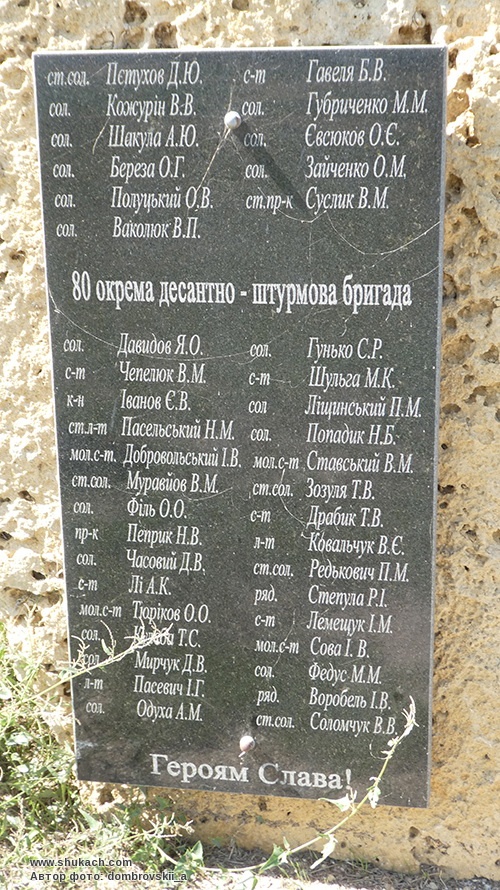 ст.сол. Пєтухов Д.Ю. с-т Гавеля Б.В.
сол. Кожурін В.В. сол. Губриченко М.М.
сол. Шакула А.Ю. сол. Євсюков О.Є.
сол. Береза О.Г. сол. Зайченко О.М.
сол. Полуцький О.В. ст.пр-к Суслик В.М.
сол. Ваколюк В.П.
80 окрема десантно - штурмова бригада
сол. Давидов Я.О. сол. Гунько С.Р.
с-т Чепелюк В.М. с-т Шульга М.К.
к-н Іванов Є.В. сол Ліщинський П.М.
ст.л-т Пасельський Н.М. сол. Попадик Н.Б.
мол.с-т Добровольський І.В. мол.с-т Ставський В.М.
ст.сол. Муравйов В.М. ст.сол. Зозуля Т.В.
сол. Філь О.О. с-т Драбик Т.В.
пр-к Пеприк Н.В. л-т Ковальчук В.Є.
сол. Часовий Д.В. ст.сол. Редькович П.М.
с-т Лі А.К. ряд. Степула Р.І.
мол.с-т Тюріков О.О. с-т Лемещук І.М.
сол. Т.С. мол.с-т Сова І. В.
сол. Мирчук Д.В. сол. Федус М.М.
л-т Пасевич І.Г. ряд. Воробель І.В.
сол. Одуха А.М. ст.сол. Соломчук В.В.
Героям Слава!
www.shukach.com
Автор фото: dombrovskii_a